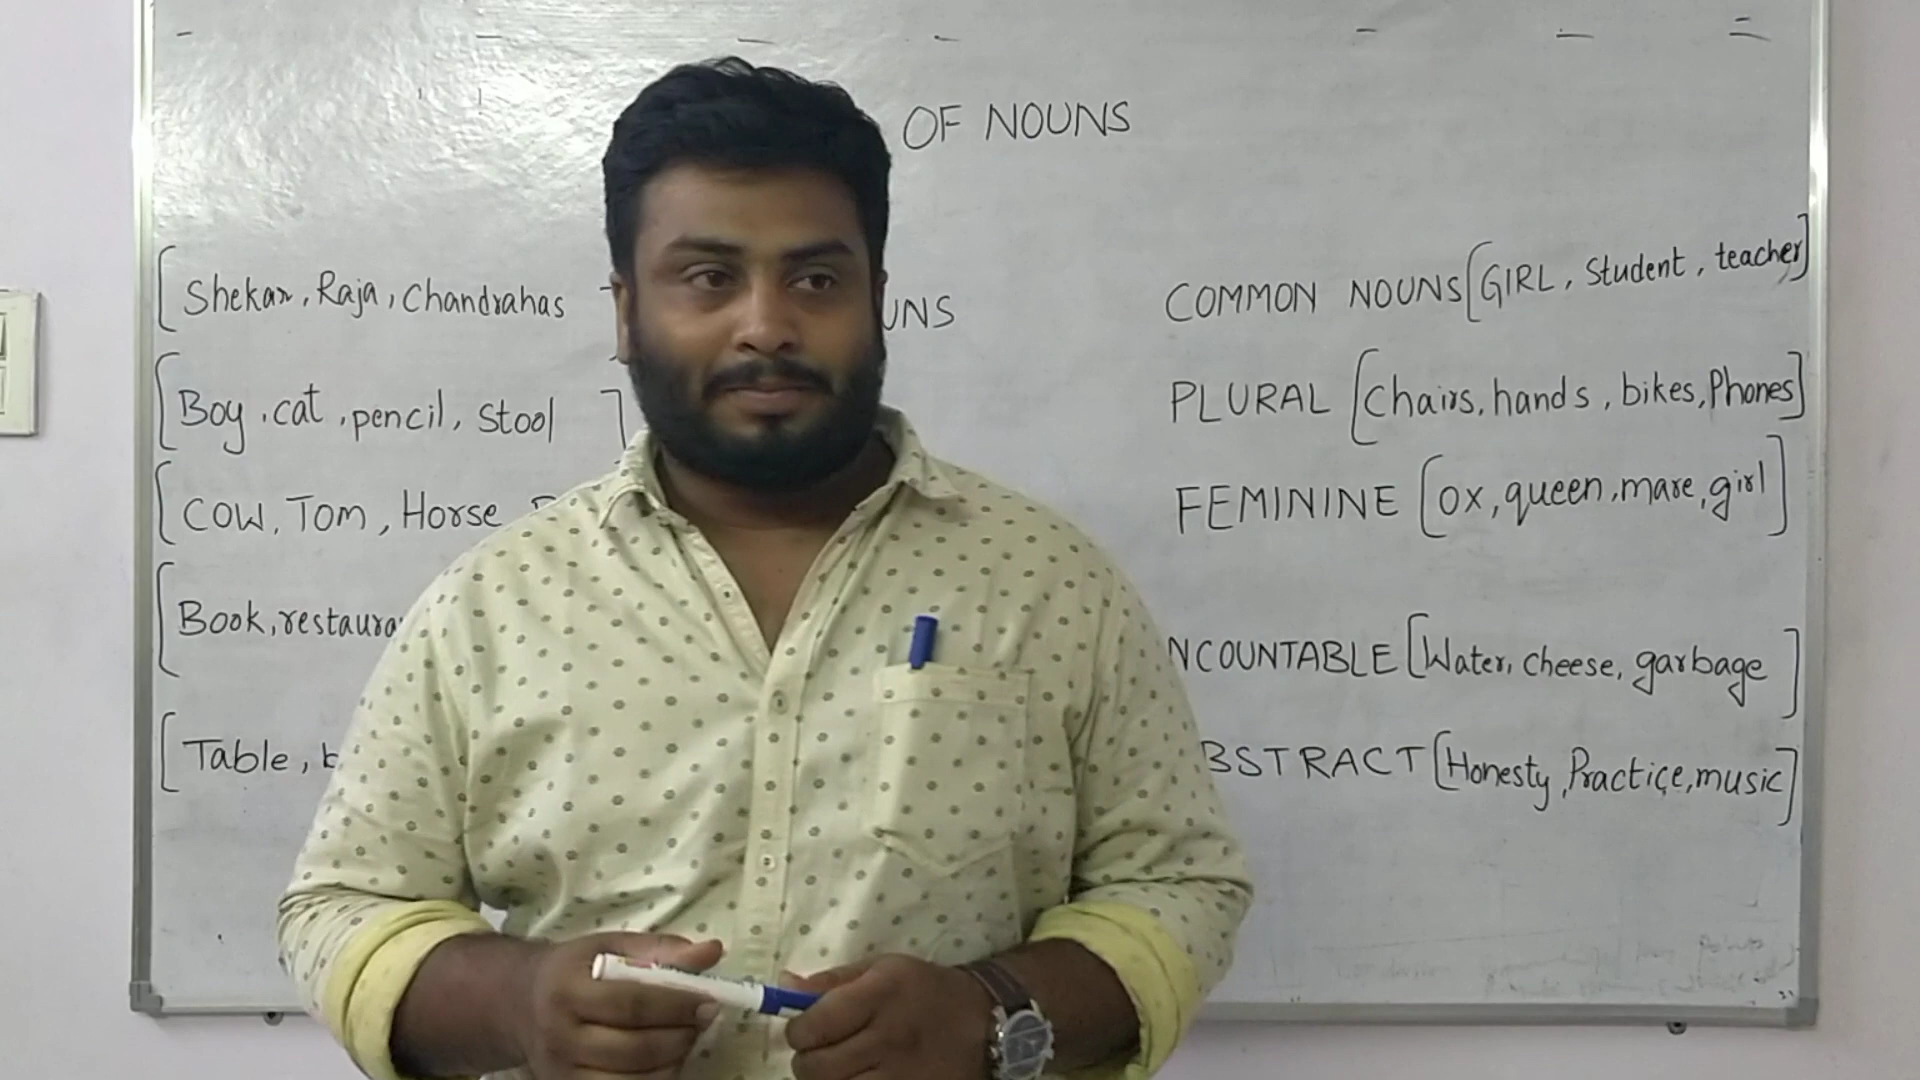 OF NOUNS
[Shekar, Raja, Chandrahas UNS COMMON NOUNS [GIRL, Student, teacher]
[Boy, cat, pencil, Stool ] PLURAL [Chairs, hands, bikes, Phones]
[COW, TOM, Horse FEMININE [OX, queen, mare, girl]
[Book, restaura NCOUNTABLE [Water, cheese, garbage ]
[Table, b BSTRACT [Honesty, Practice, music]